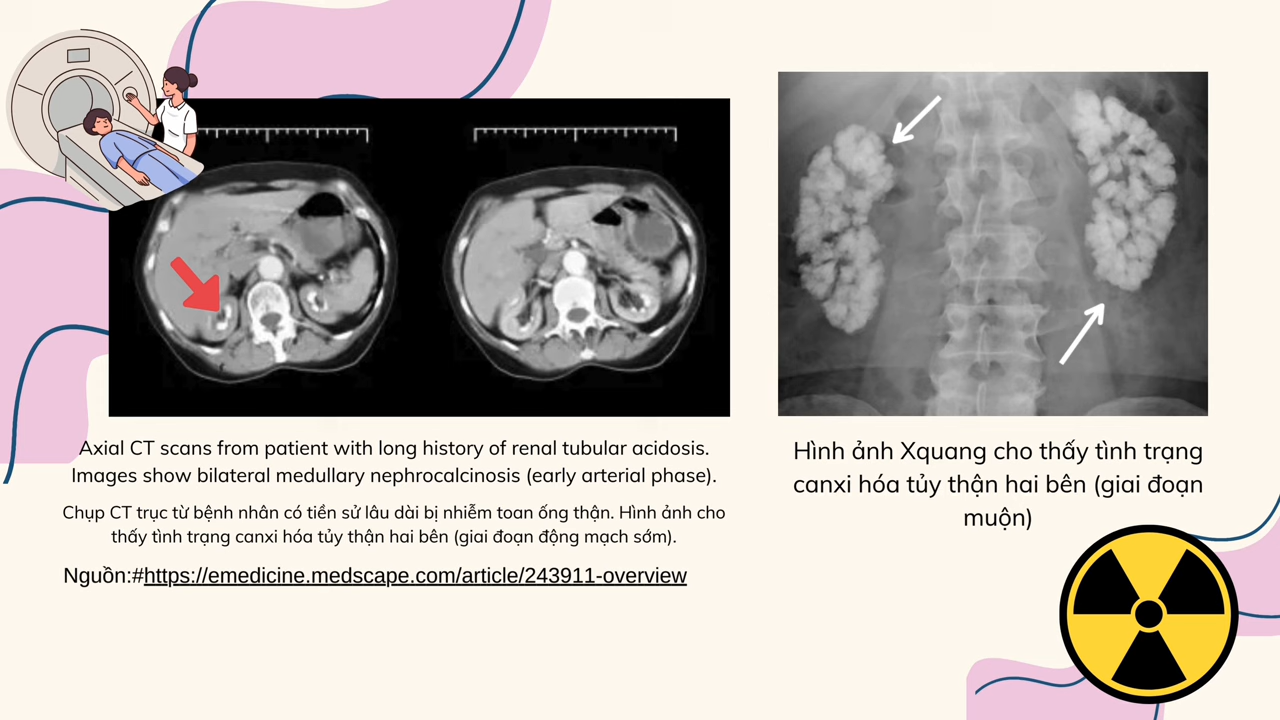 Axial CT scans from patient with long history of renal tubular acidosis.
Images show bilateral medullary nephrocalcinosis (early arterial phase).
Chụp CT trục từ bệnh nhân có tiền sử lâu dài bị nhiễm toan ống thận. Hình ảnh cho
thấy tình trạng canxi hóa tủy thận hai bên (giai đoạn động mạch sớm).
Nguồn:#https://emedicine.medscape.com/article/243911-overview
Hình ảnh Xquang cho thấy tình trạng
canxi hóa tủy thận hai bên (giai đoạn
muộn)